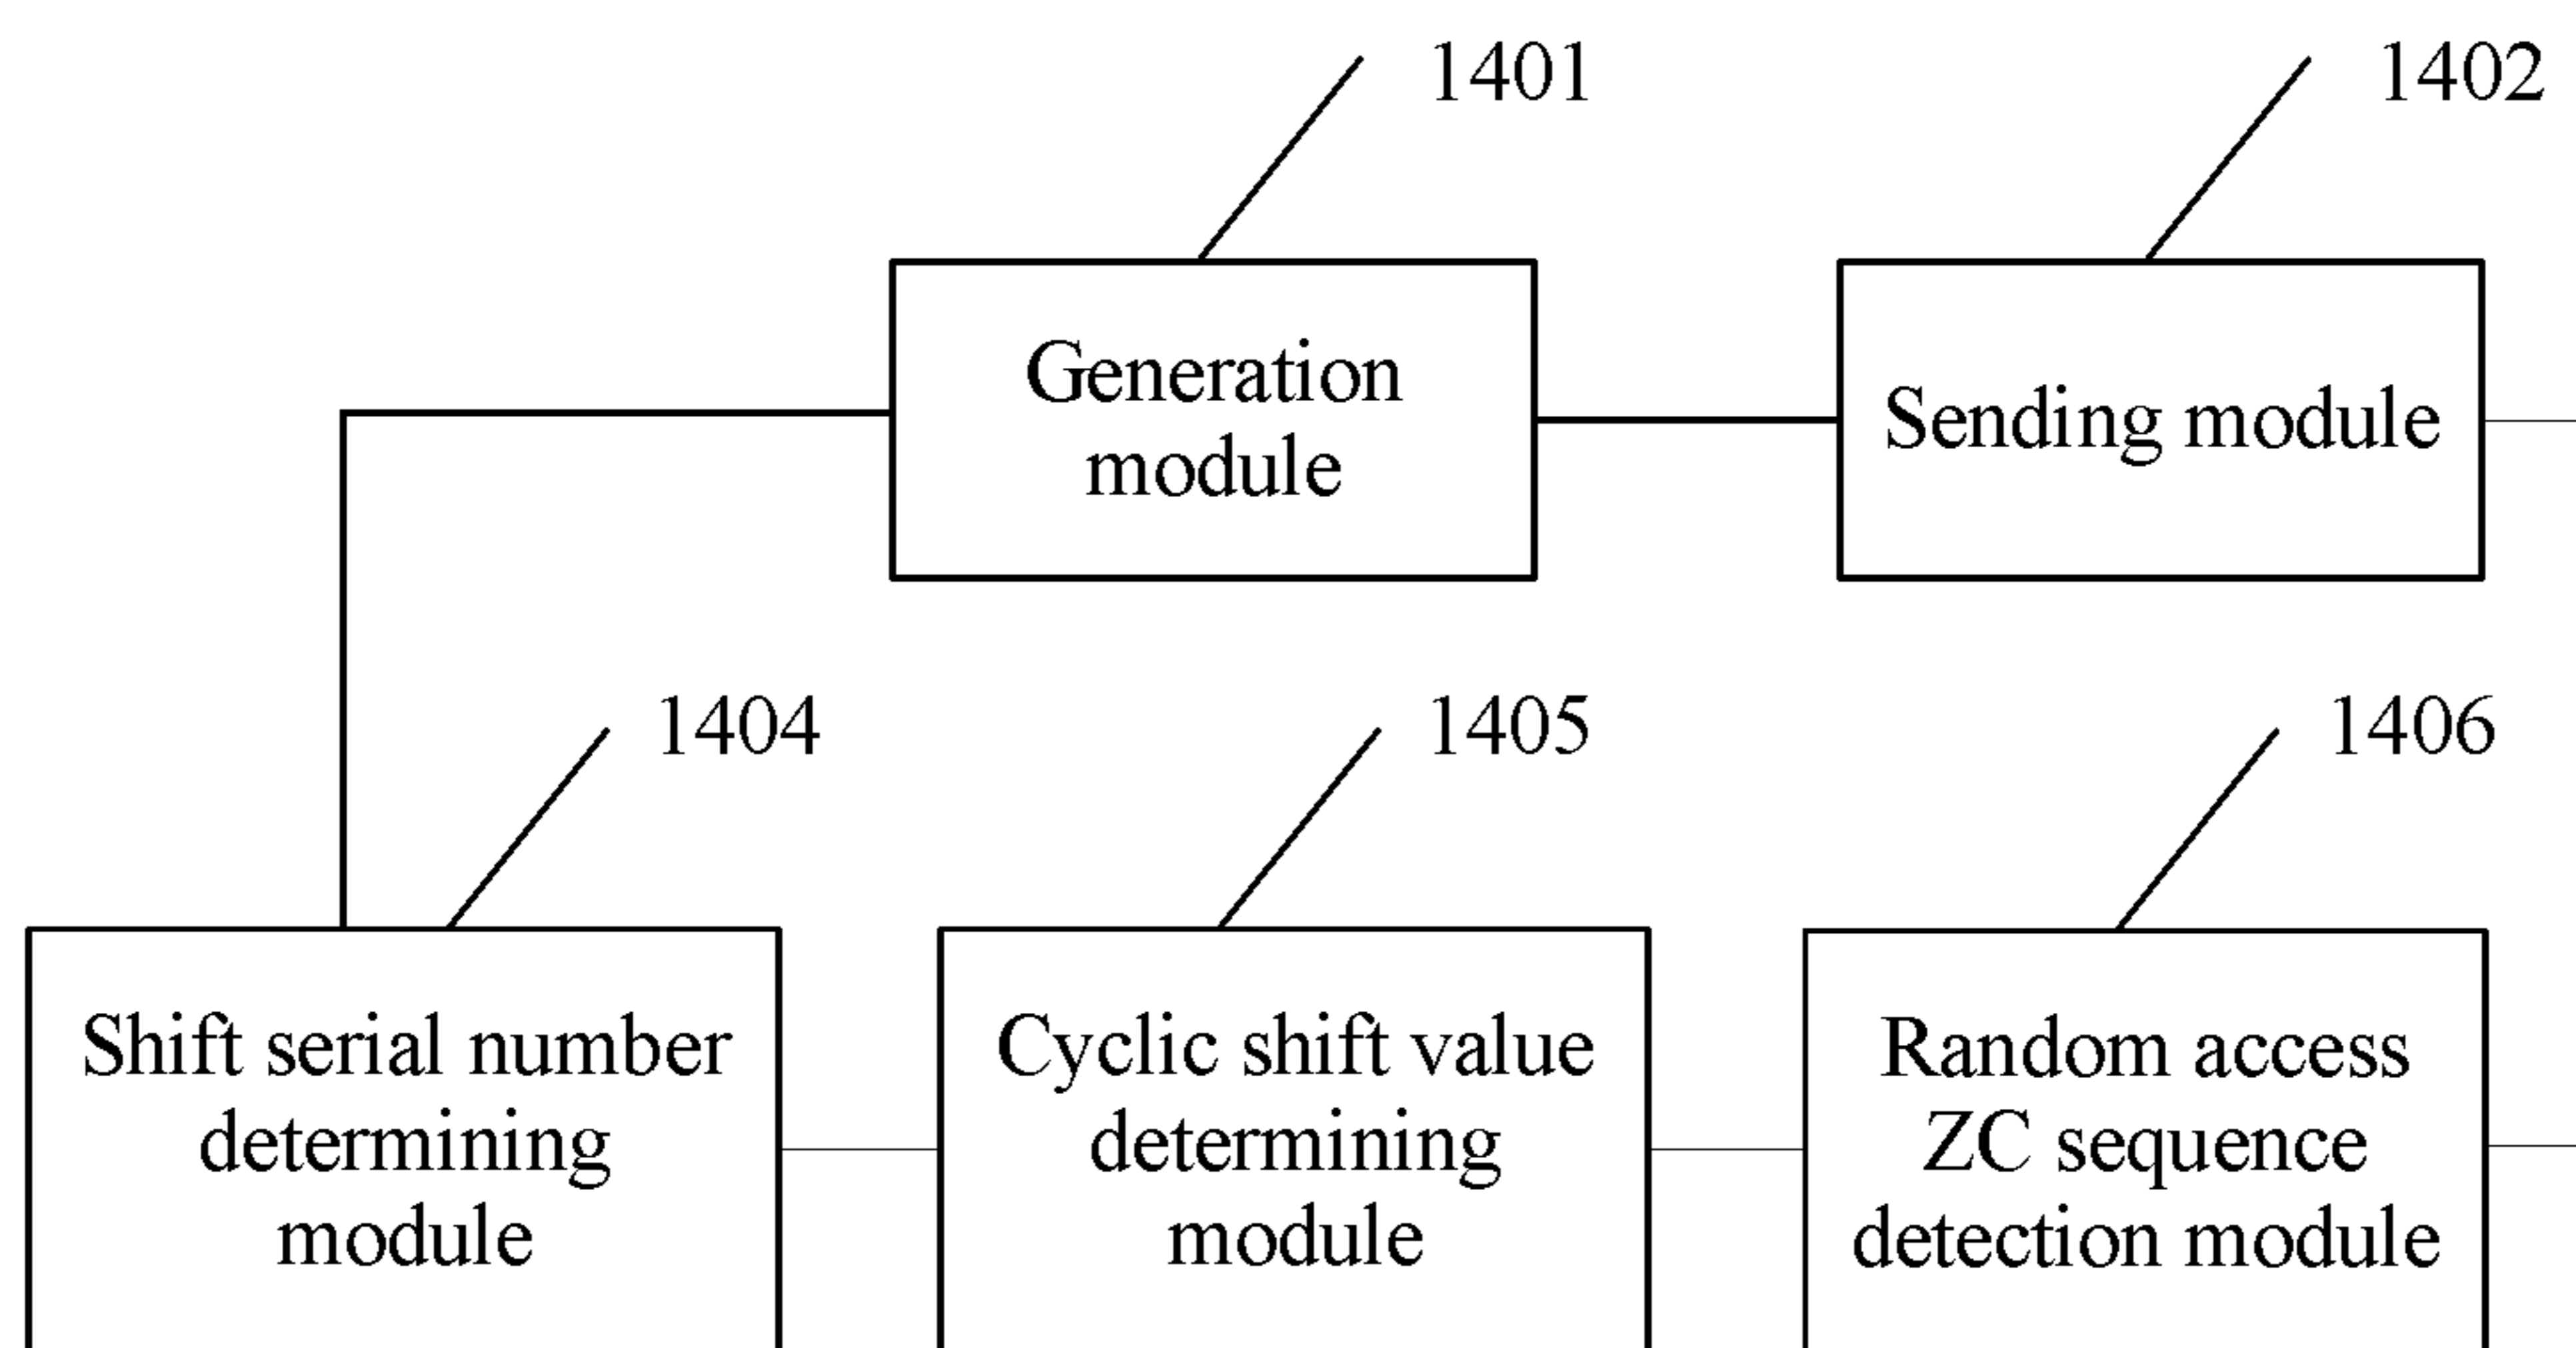 1401
1402
Generation
module
Sending module
1404
1405
1406
Shift serial number
determining
module
Cyclic shift value
determining
module
Random access
ZC sequence
detection module